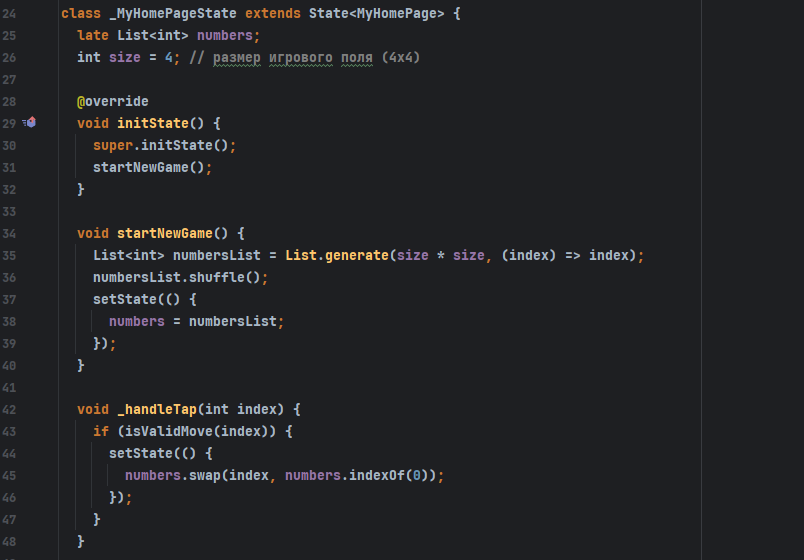 24 class _MyHomePageState extends State<MyHomePage> {
25 late List<int> numbers;
26 int size = 4; // размер игрового поля (4x4)
27
28 @override
29 void initState() {
30 super.initState();
31 startNewGame();
32 }
33
34 void startNewGame() {
35 List<int> numbersList = List.generate(size * size, (index) => index);
36 numbersList.shuffle();
37 setState(() {
38 numbers = numbersList;
39 });
40 }
41
42 void _handleTap(int index) {
43 if (isValidMove(index)) {
44 setState(() {
45 numbers.swap(index, numbers.indexOf(0));
46 });
47 }
48 }